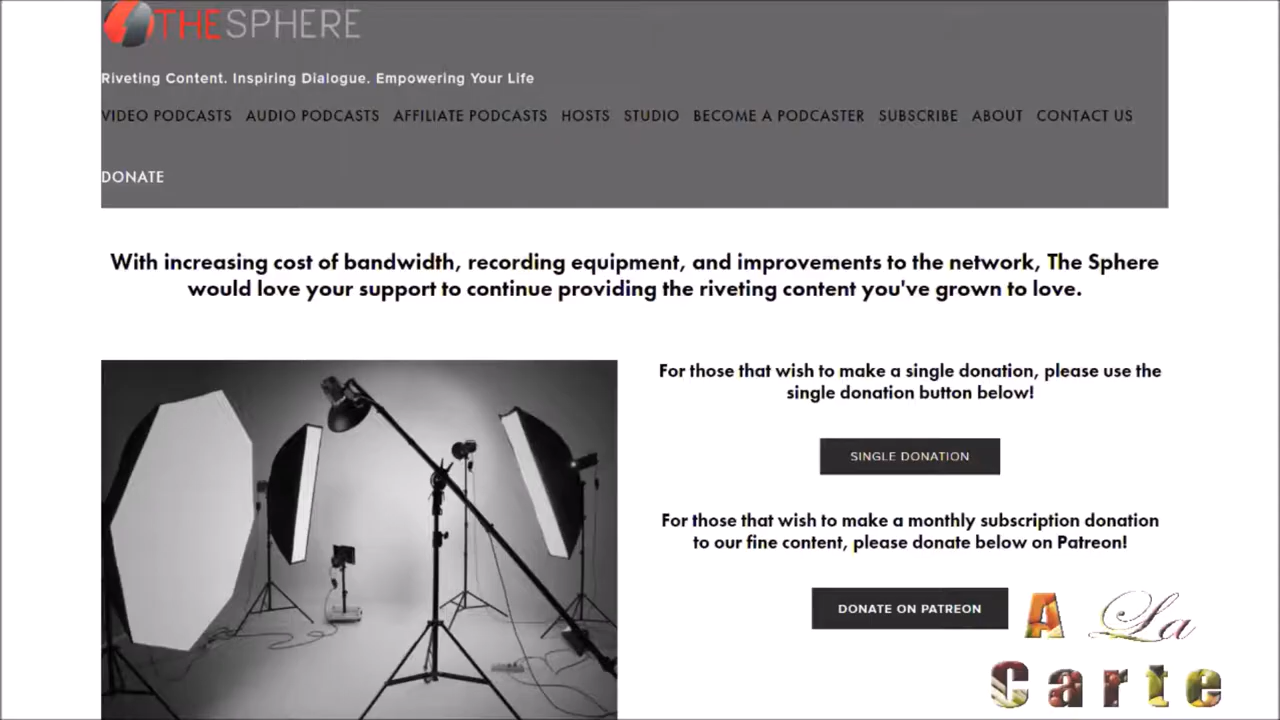 THESPHERE
Riveting Content. Inspiring Dialogue. Empowering Your Life
VIDEO PODCASTS AUDIO PODCASTS AFFILIATE PODCASTS HOSTS STUDIO BECOME A PODCASTER SUBSCRIBE ABOUT CONTACT US
DONATE
With increasing cost of bandwidth, recording equipment, and improvements to the network, The Sphere
would love your support to continue providing the riveting content you've grown to love.
For those that wish to make a single donation, please use the
single donation button below!
SINGLE DONATION
For those that wish to make a monthly subscription donation
to our fine content, please donate below on Patreon!
DONATE ON PATREON
A La
Carte